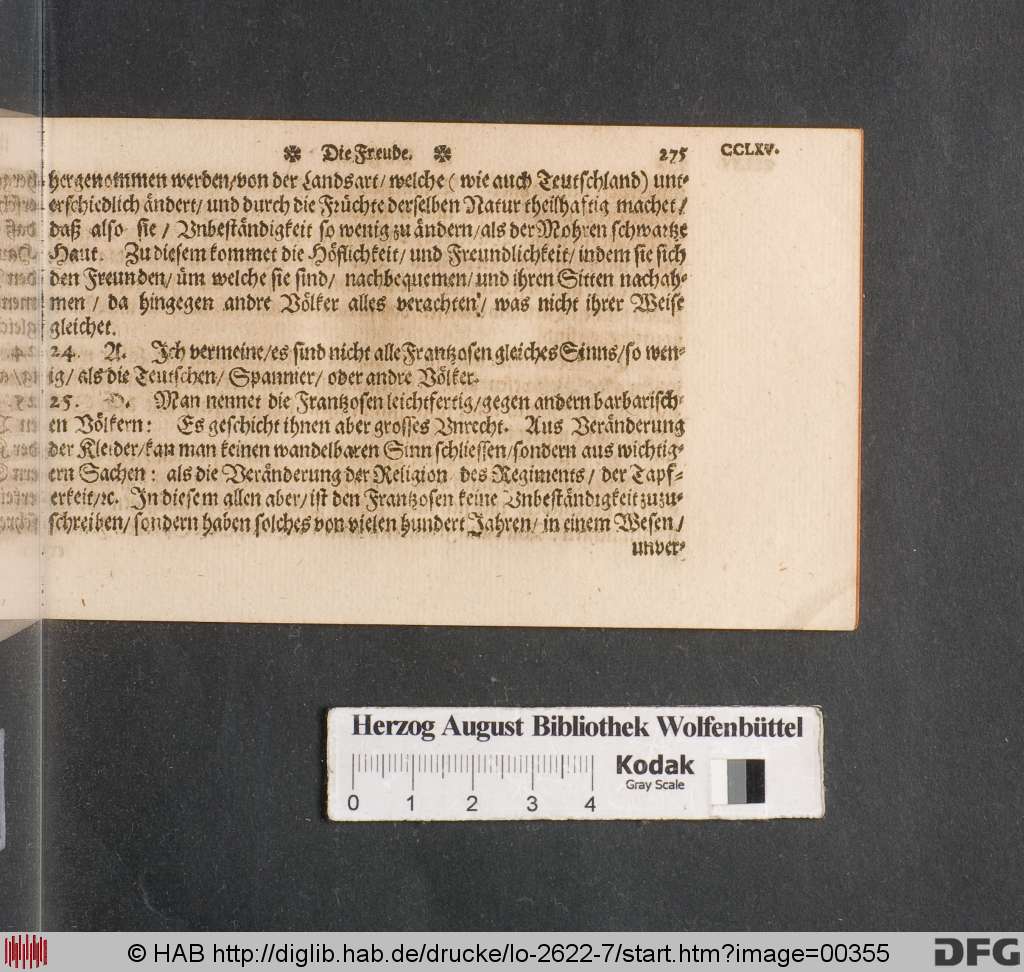 ✼ Die Freude. ✼ 275 CCLXV.
hergenommen werden/ von der Landsart/ welche ( wie auch Teutschland) unt-
erschiedlich ändert/ und durch die Früchte derselben Natur theilhaftig machet/
daß also sie / Vnbeständigkeit so wenig zu ändern/ als der Mohren schwartze
Haut. Zu diesem kommet die Höflichkeit/ und Freundlichkeit/ indem sie sich
den Freunden/ üm welche sie sind/ nachbequemen/ und ihren Sitten nachah-
men / da hingegen andre Völker alles verachten/ was nicht ihrer Weise
gleichet.
24. A. Ich vermeine/ es sind nicht alle Frantzosen gleiches Sinns/ so wen-
ig/ als die Teutschen/ Spannier/ oder andre Völker.
25. Man nennet die Frantzosen leichtfertig/ gegen andern barbarisch-
en Völkern: Es geschicht ihnen aber grosses Vnrecht. Aus Veränderung
der Kleider/ kan man keinen wandelbaren Sinn schliessen/ sondern aus wichtig-
ern Sachen: als die Veränderung der Religion des Regiments/ der Tapf-
erkeit/ ꝛc. In diesem allen aber/ ist den Frantzosen keine Vnbeständigkeit zuzu-
schreiben/ sondern haben solches von vielen hundert Jahren/ in einem Wesen/
unver-
Herzog August Bibliothek Wolfenbüttel
Kodak
Gray Scale
0 1 2 3 4
© HAB http://diglib.hab.de/drucke/lo-2622-7/start.htm?image=00355
DFG